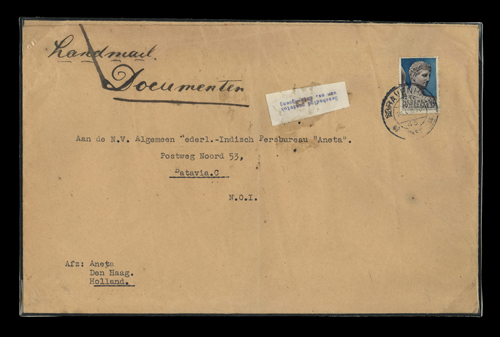 Landmail.
Documenten
Aan de N.V. Algemeen Nederl.-Indisch Persbureau "Aneta".
Postweg Noord 53,
Batavia.C
N.O.I.
Afz: Aneta
Den Haag.
Holland.